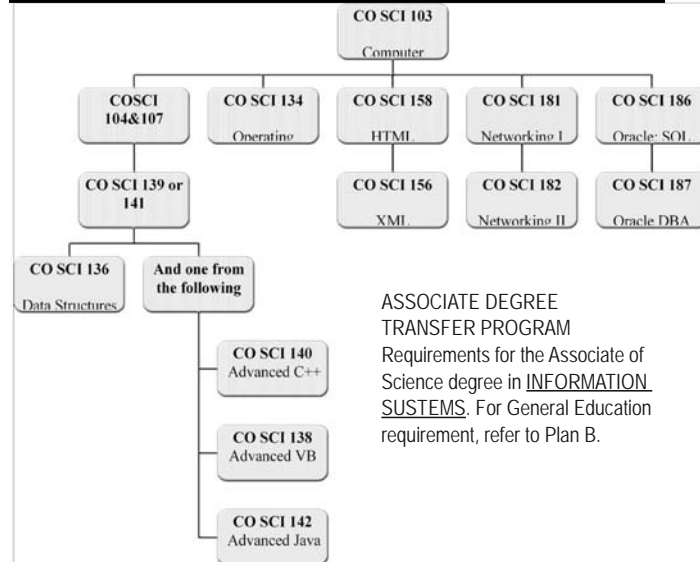 CO SCI 103
Computer
COSCI
104&107
CO SCI 134
Operating
CO SCI 158
HTML
CO SCI 181
Networking I
CO SCI 186
Oracle: SQL
CO SCI 139 or
141
CO SCI 156
XML
CO SCI 182
Networking II
CO SCI 187
Oracle DBA
CO SCI 136
Data Structures
And one from
the following
CO SCI 140
Advanced C++
CO SCI 138
Advanced VB
CO SCI 142
Advanced Java
ASSOCIATE DEGREE
TRANSFER PROGRAM
Requirements for the Associate of
Science degree in INFORMATION
SUSTEMS. For General Education
requirement, refer to Plan B.